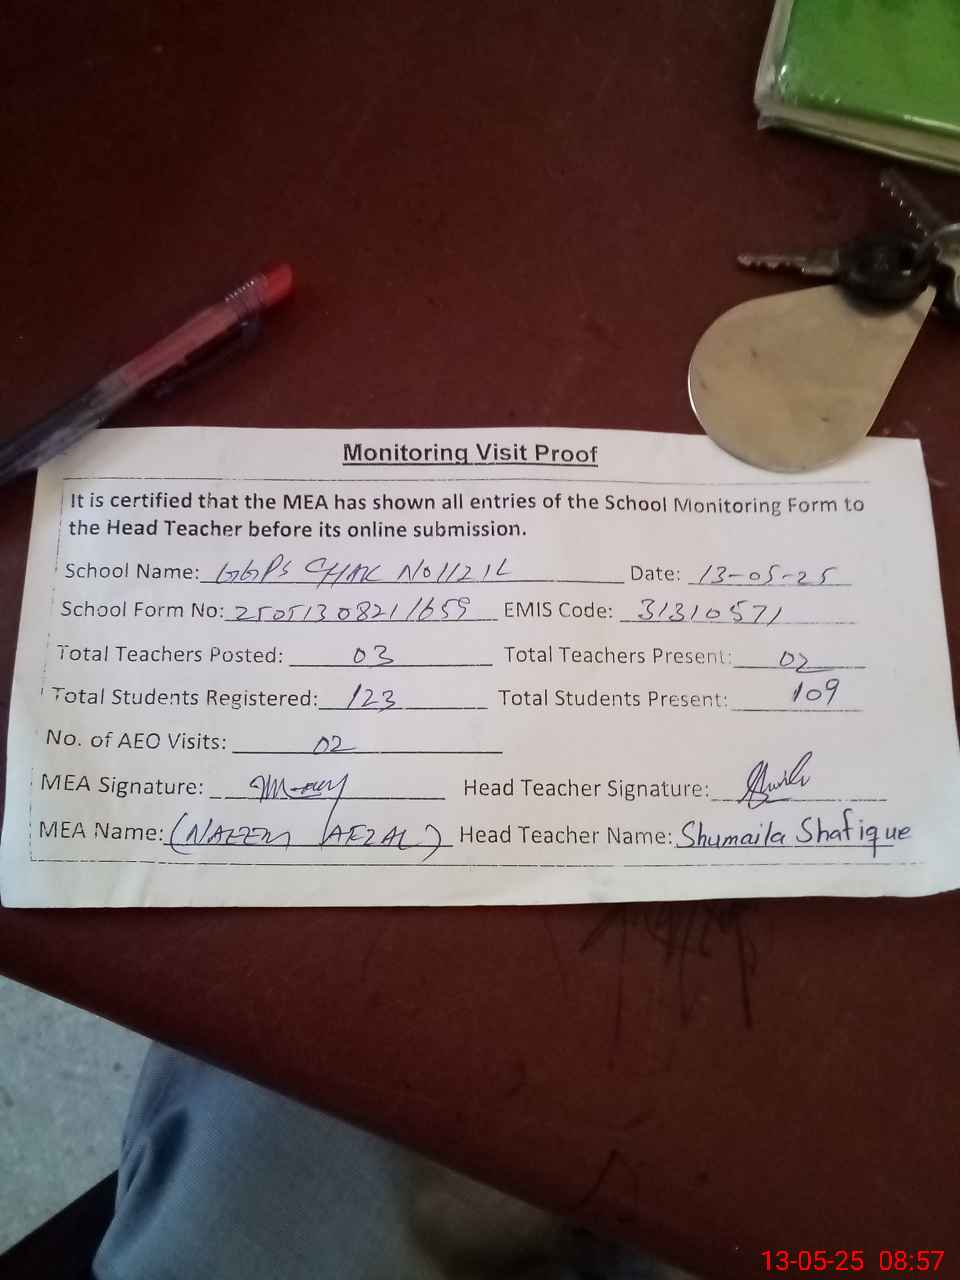 Monitoring Visit Proof
It is certified that the MEA has shown all entries of the School Monitoring Form to
the Head Teacher before its online submission.
School Name: GGPS CHAK No 112 1L Date: 13-05-25
School Form No: 2505130821 1659 EMIS Code: 31310571
Total Teachers Posted: 03 Total Teachers Present: 02
Total Students Registered: 123 Total Students Present: 109
No. of AEO Visits: 02
MEA Signature: Head Teacher Signature:
MEA Name: (NAEEM AFZAL) Head Teacher Name: Shumaila Shafique
13-05-25 08:57